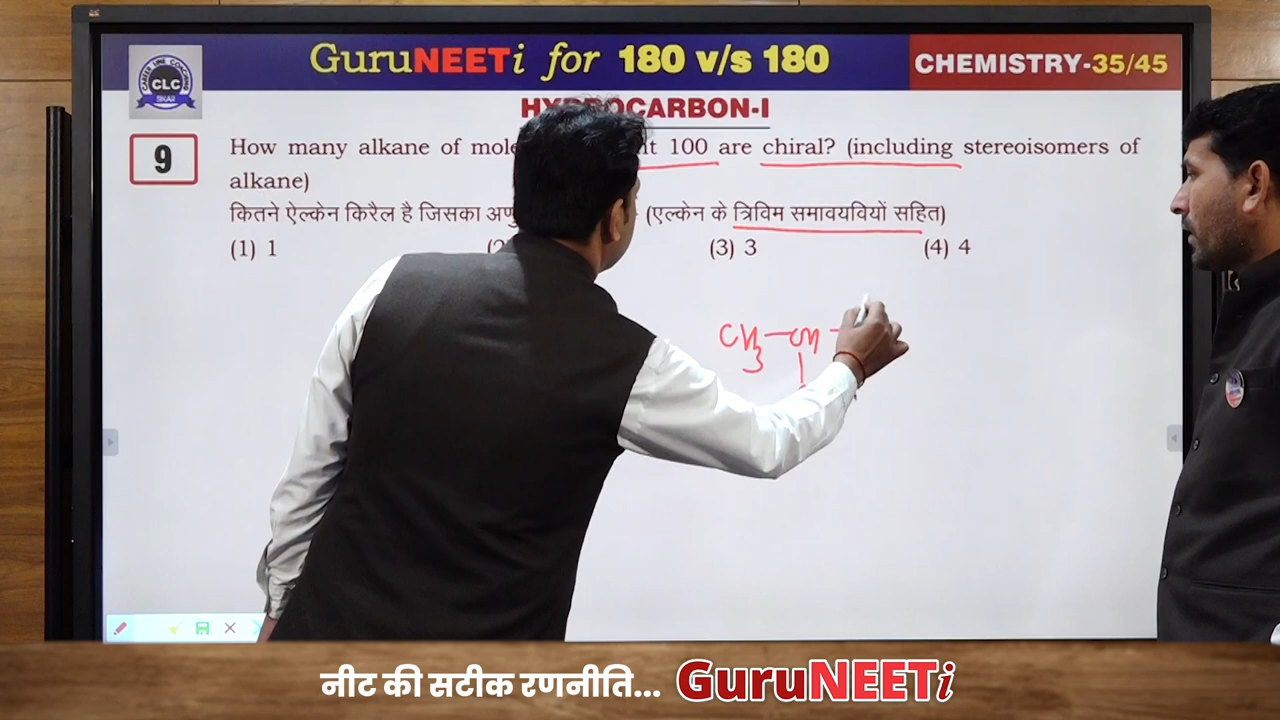 GuruNEETi for 180 v/s 180
CHEMISTRY-35/45
CLC
SIKAR
HYDROCARBON-I
9
How many alkane of 100 are chiral? (including stereoisomers of
alkane)
कितने ऐल्केन किरैल है जिसका (एल्केन के त्रिविम समावयवियों सहित)
(1) 1
(3) 3
(4) 4
CH3-CH-
नीट की सटीक रणनीति... GuruNEETi